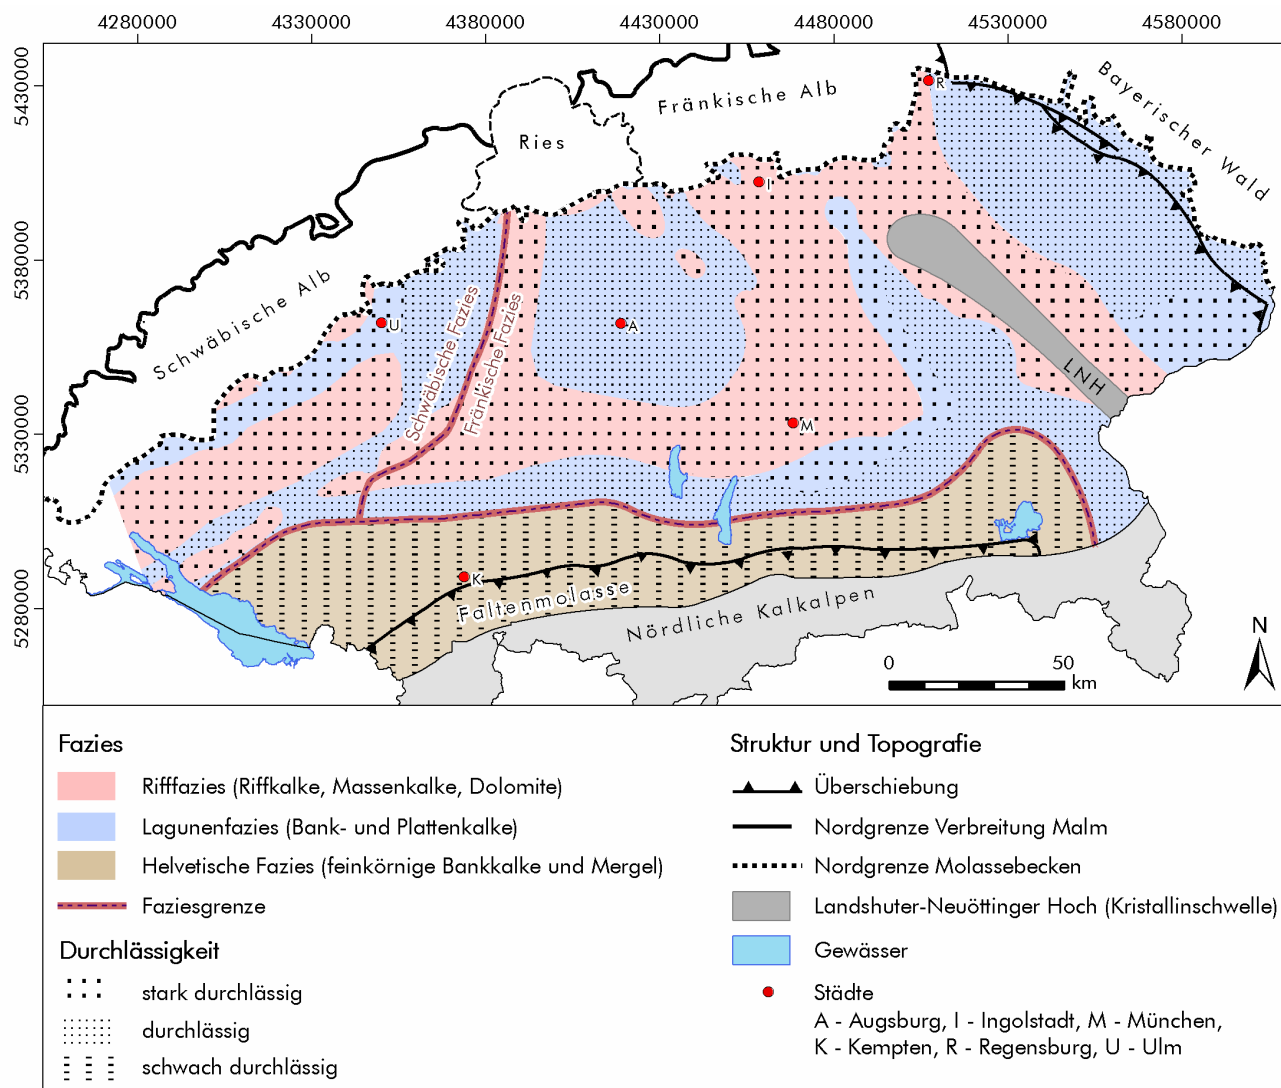 4280000 4330000 4380000 4430000 4480000 4530000 4580000
5430000
5380000
5330000
5280000
Fränkische Alb
Bayerischer Wald
Ries
R
I
Schwäbische Alb
U
A
Schwäbische Fazies
Fränkische Fazies
LNH
M
K
Faltenmolasse
Nördliche Kalkalpen
N
0 50
km
Fazies
Rifffazies (Riffkalke, Massenkalke, Dolomite)
Lagunenfazies (Bank- und Plattenkalke)
Helvetische Fazies (feinkörnige Bankkalke und Mergel)
Faziesgrenze
Durchlässigkeit
stark durchlässig
durchlässig
schwach durchlässig
Struktur und Topografie
Überschiebung
Nordgrenze Verbreitung Malm
Nordgrenze Molassebecken
Landshuter-Neuöttinger Hoch (Kristallinschwelle)
Gewässer
Städte
A - Augsburg, I - Ingolstadt, M - München,
K - Kempten, R - Regensburg, U - Ulm